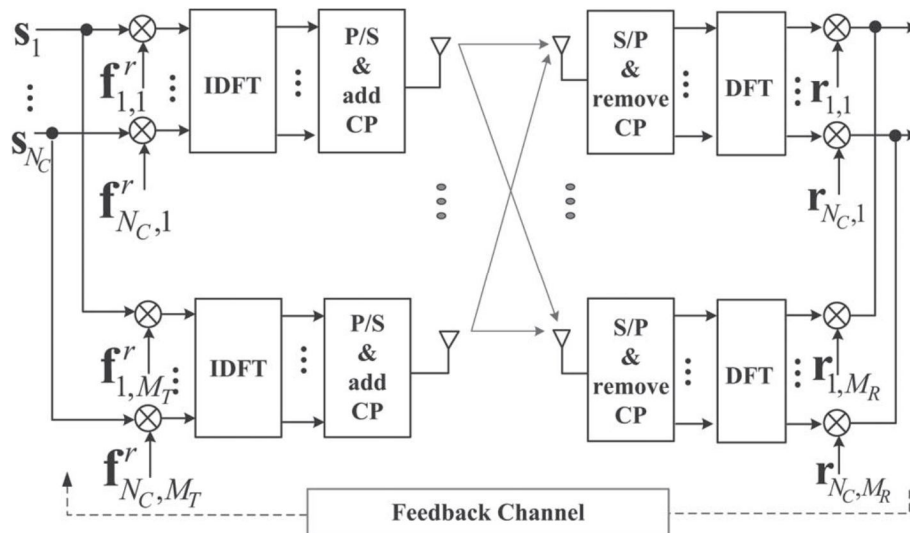 s_1
⋮
s_{N_C}
f^r_{1,1}
⋮
f^r_{N_C,1}
IDFT
⋮
P/S
&
add
CP
S/P
&
remove
CP
⋮
DFT
⋮
r_{1,1}
r_{N_C,1}
f^r_{1,M_T}
⋮
f^r_{N_C,M_T}
IDFT
⋮
P/S
&
add
CP
S/P
&
remove
CP
⋮
DFT
⋮
r_{1,M_R}
r_{N_C,M_R}
Feedback Channel